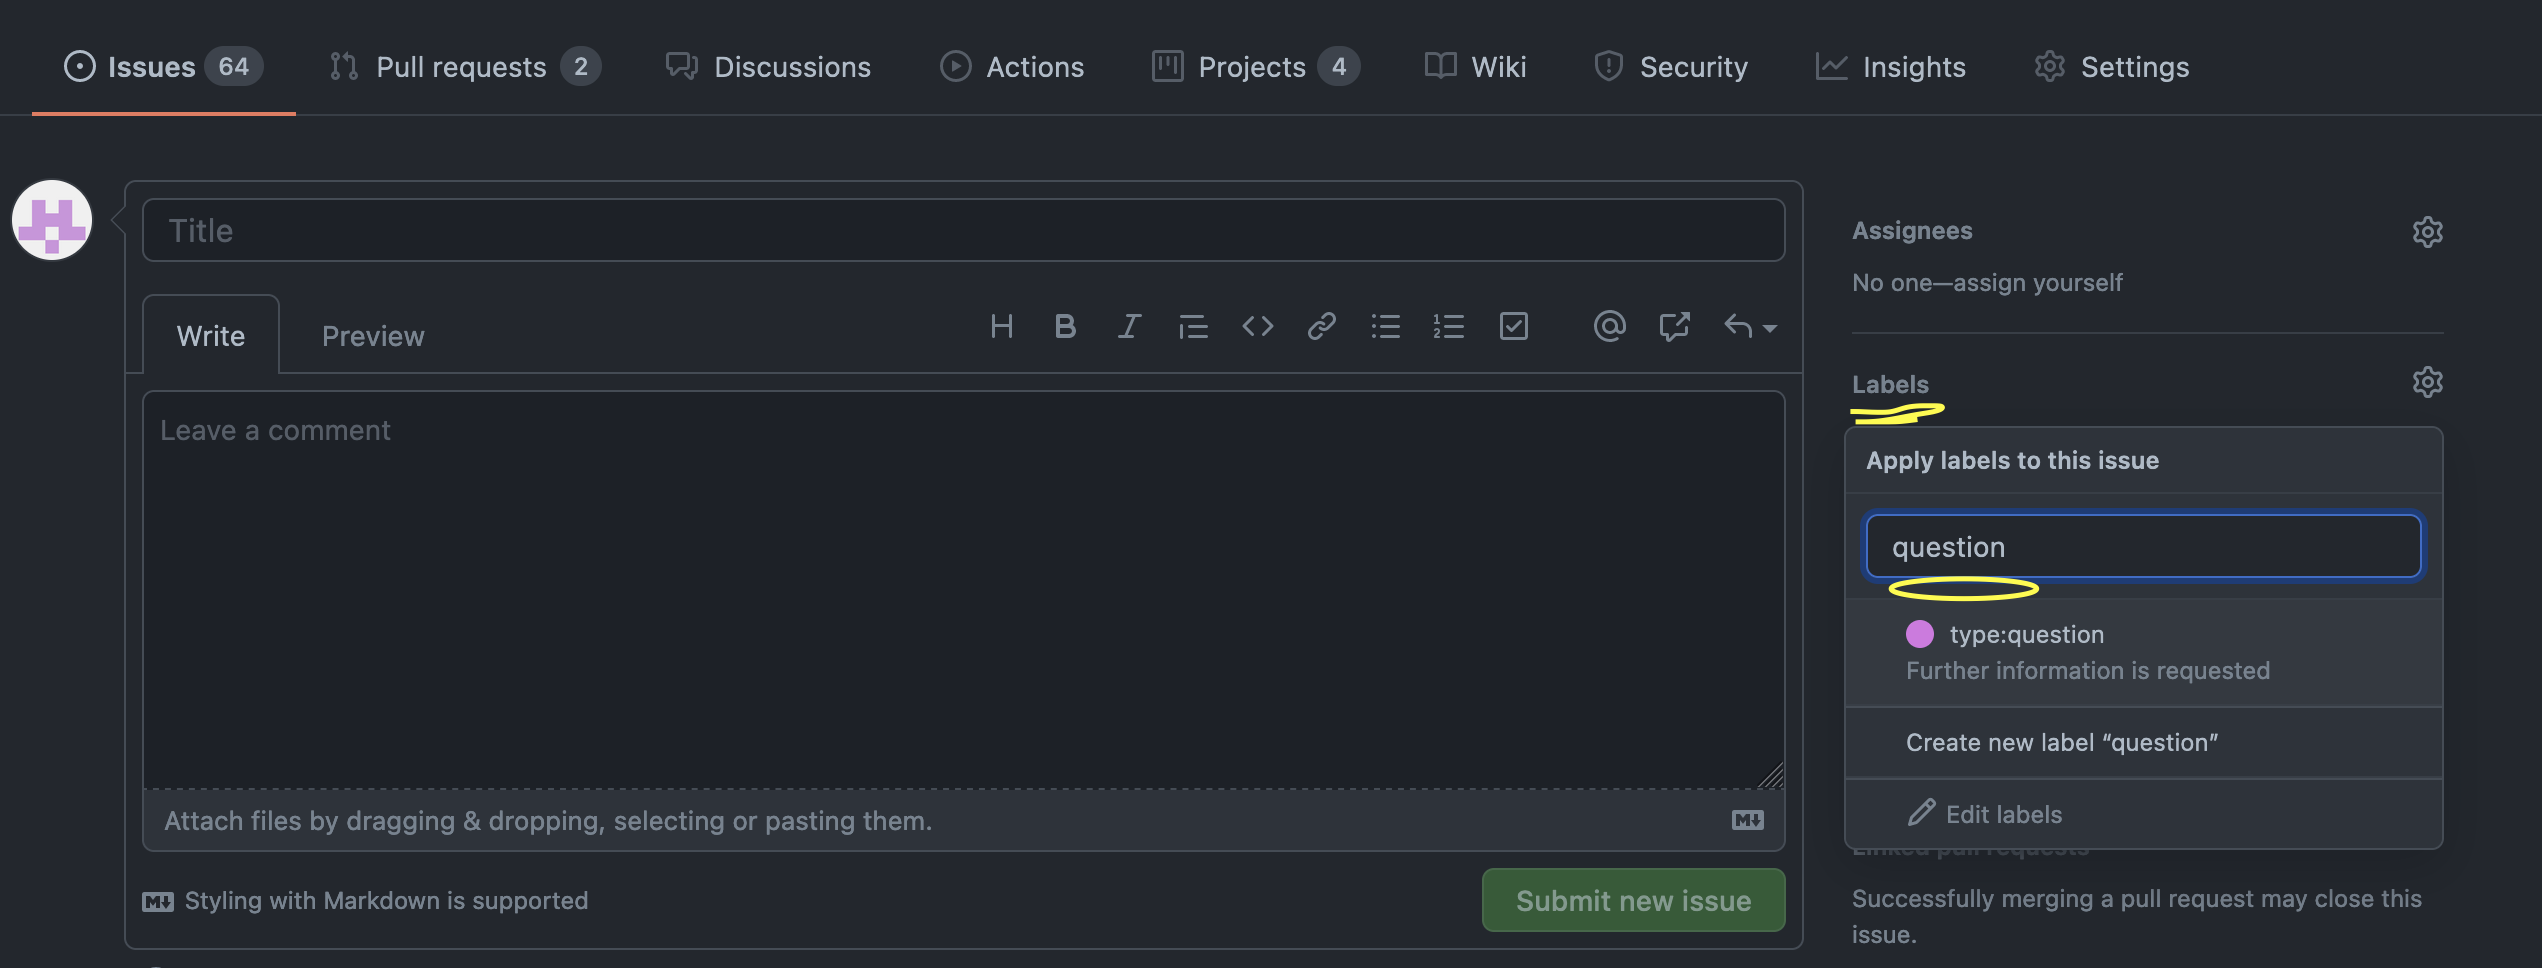 Issues 64 Pull requests 2 Discussions Actions Projects 4 Wiki Security Insights Settings
Title
Write Preview
Leave a comment
Attach files by dragging & dropping, selecting or pasting them.
Styling with Markdown is supported
Submit new issue
Assignees
No one—assign yourself
Labels
Apply labels to this issue
question
type:question
Further information is requested
Create new label “question”
Edit labels
Linked pull requests
Successfully merging a pull request may close this
issue.